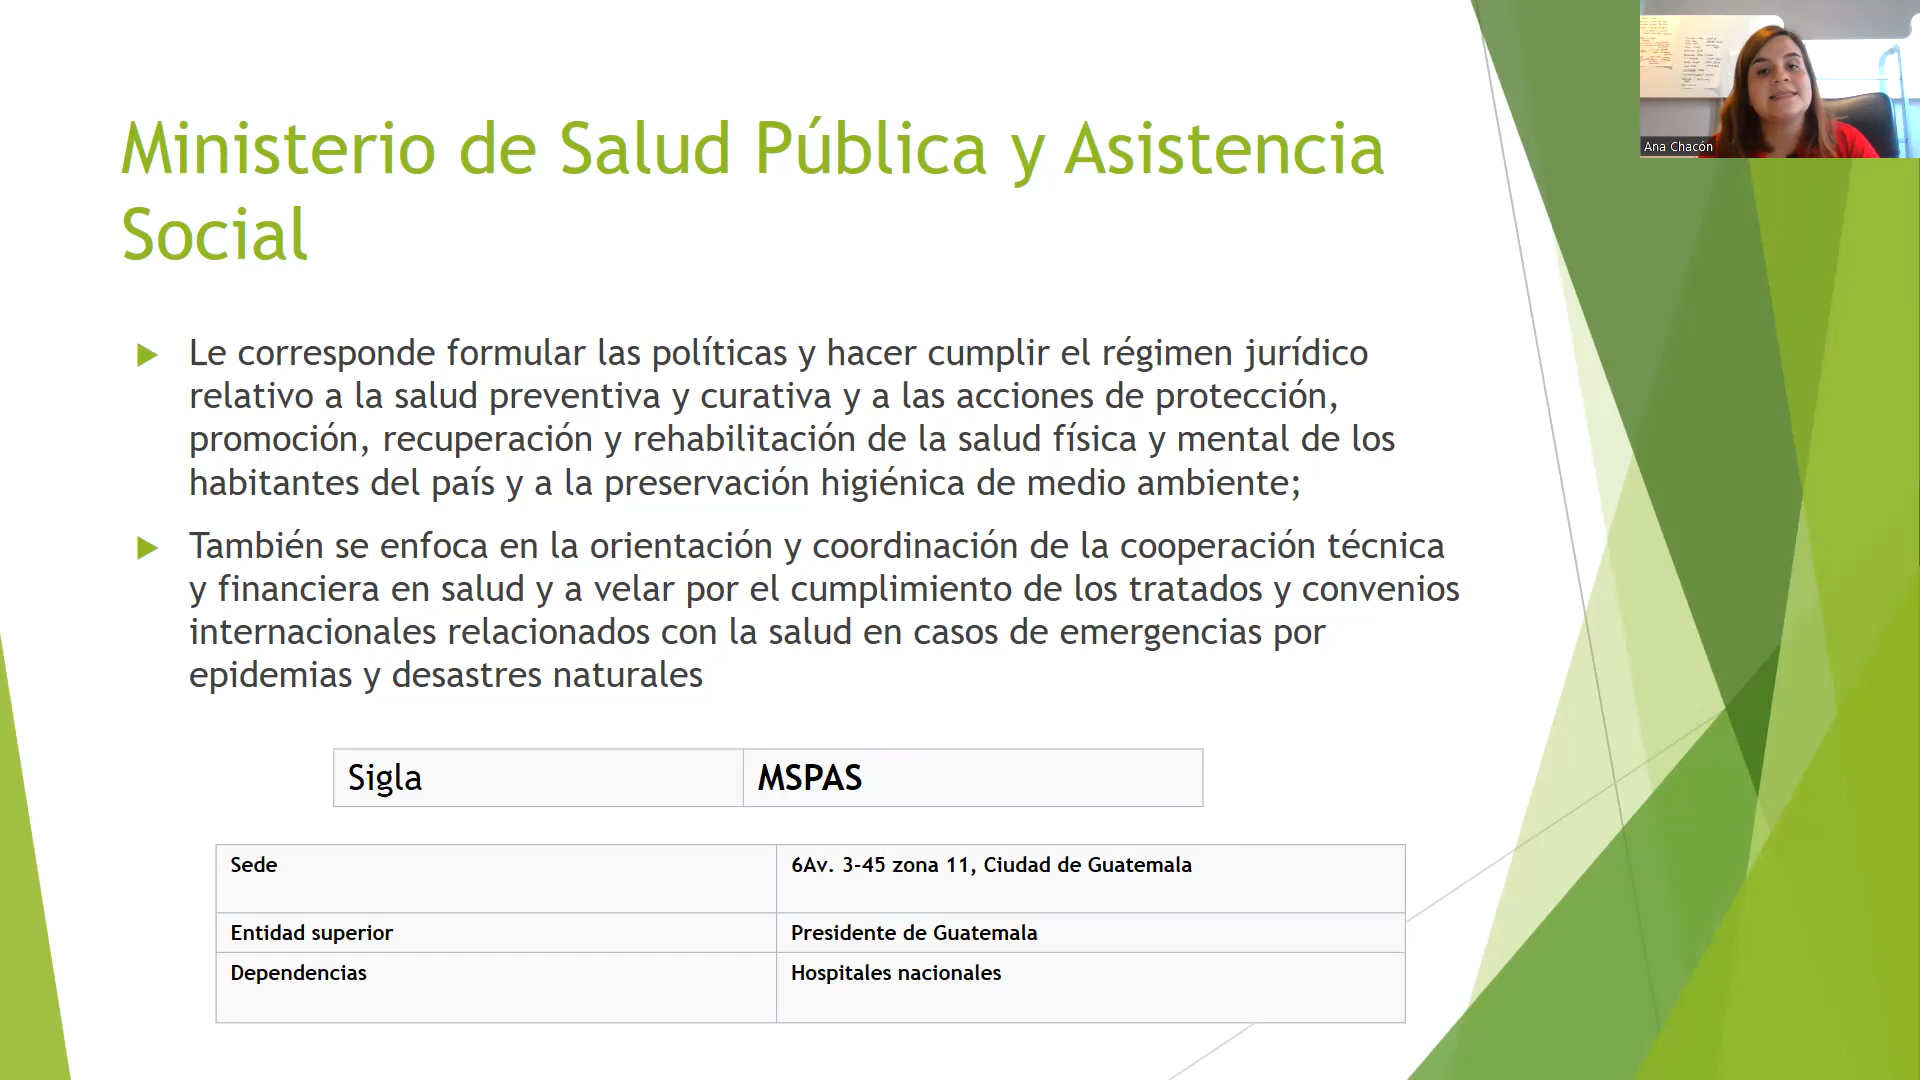 Ministerio de Salud Pública y Asistencia
Social
Le corresponde formular las políticas y hacer cumplir el régimen jurídico
relativo a la salud preventiva y curativa y a las acciones de protección,
promoción, recuperación y rehabilitación de la salud física y mental de los
habitantes del país y a la preservación higiénica de medio ambiente;
También se enfoca en la orientación y coordinación de la cooperación técnica
y financiera en salud y a velar por el cumplimiento de los tratados y convenios
internacionales relacionados con la salud en casos de emergencias por
epidemias y desastres naturales
Sigla MSPAS
Sede 6Av. 3-45 zona 11, Ciudad de Guatemala
Entidad superior Presidente de Guatemala
Dependencias Hospitales nacionales
Ana Chacón